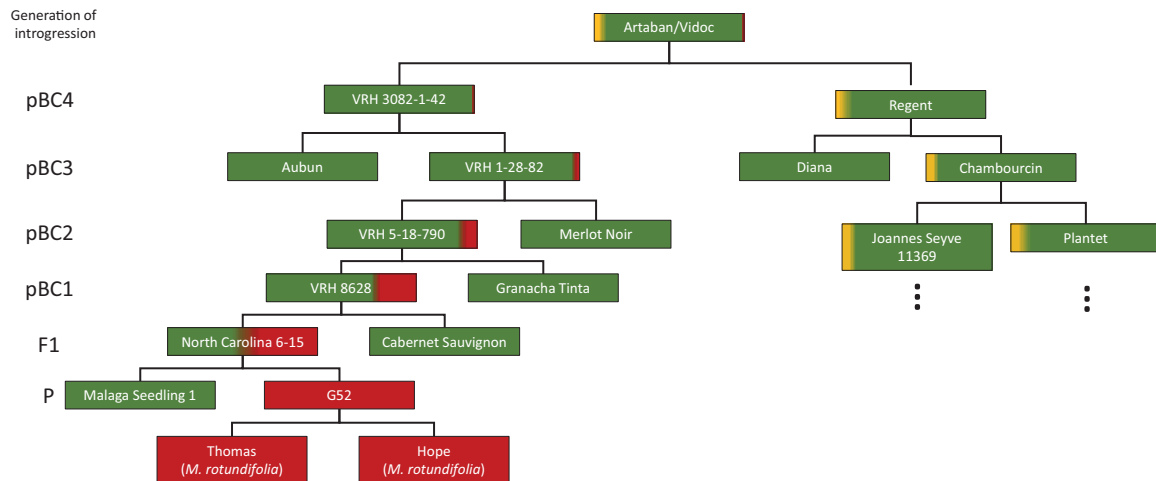 Generation of
introgression
Artaban/Vidoc
pBC4
VRH 3082-1-42
Regent
pBC3
Aubun
VRH 1-28-82
Diana
Chambourcin
pBC2
VRH 5-18-790
Merlot Noir
Joannes Seyve
11369
Plantet
pBC1
VRH 8628
Granacha Tinta
F1
North Carolina 6-15
Cabernet Sauvignon
P
Malaga Seedling 1
G52
Thomas
(M. rotundifolia)
Hope
(M. rotundifolia)